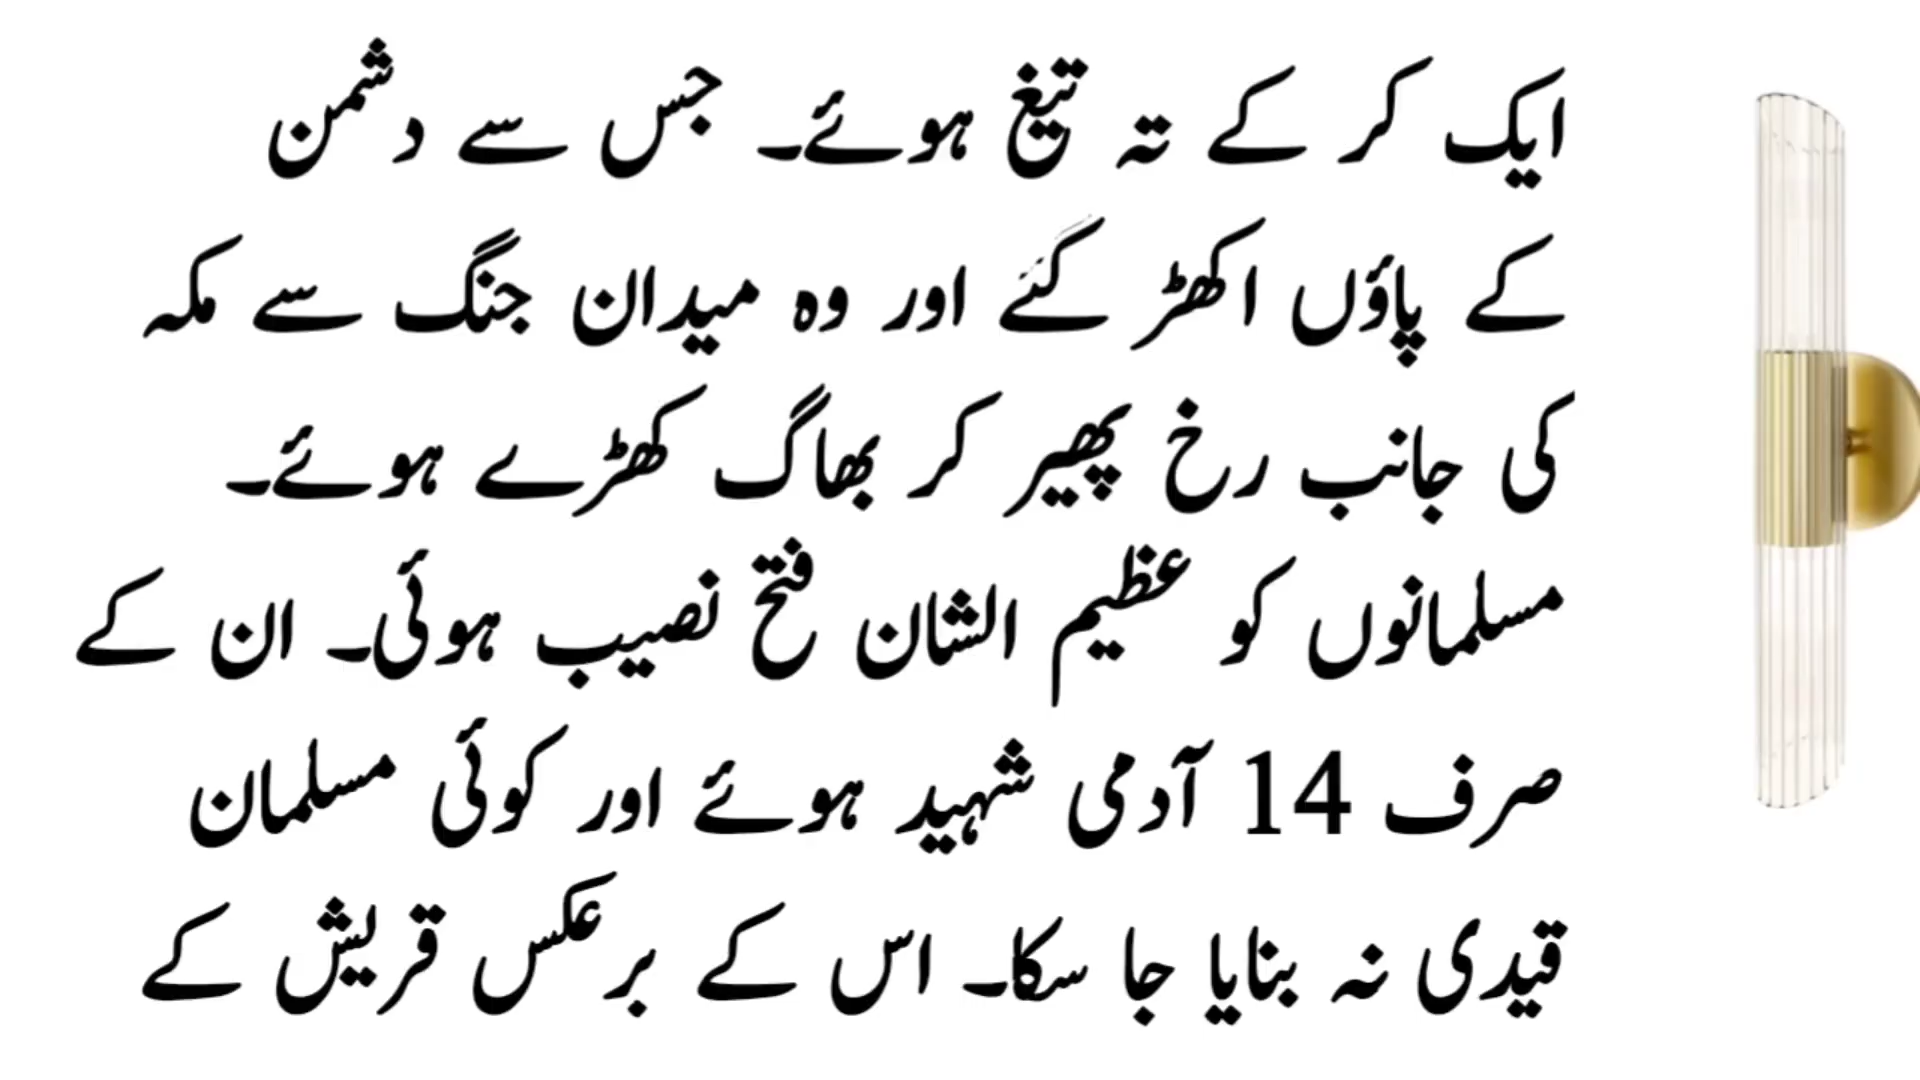 ایک کر کے تہ تیغ ہوئے۔ جس سے دشمن
کے پاؤں اکھڑ گئے اور وہ میدان جنگ سے مکہ
کی جانب رخ پھیر کر بھاگ کھڑے ہوئے۔
مسلمانوں کو عظیم الشان فتح نصیب ہوئی۔ ان کے
صرف 14 آدمی شہید ہوئے اور کوئی مسلمان
قیدی نہ بنایا جا سکا۔ اس کے برعکس قریش کے